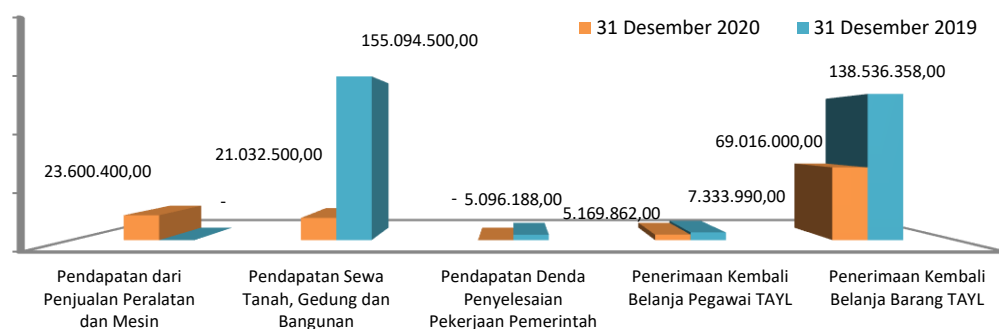 31 Desember 2020
31 Desember 2019
155.094.500,00
138.536.358,00
69.016.000,00
23.600.400,00
21.032.500,00
-
- 5.096.188,00
5.169.862,00
7.333.990,00
Pendapatan dari
Penjualan Peralatan
dan Mesin
Pendapatan Sewa
Tanah, Gedung dan
Bangunan
Pendapatan Denda
Penyelesaian
Pekerjaan Pemerintah
Penerimaan Kembali
Belanja Pegawai TAYL
Penerimaan Kembali
Belanja Barang TAYL